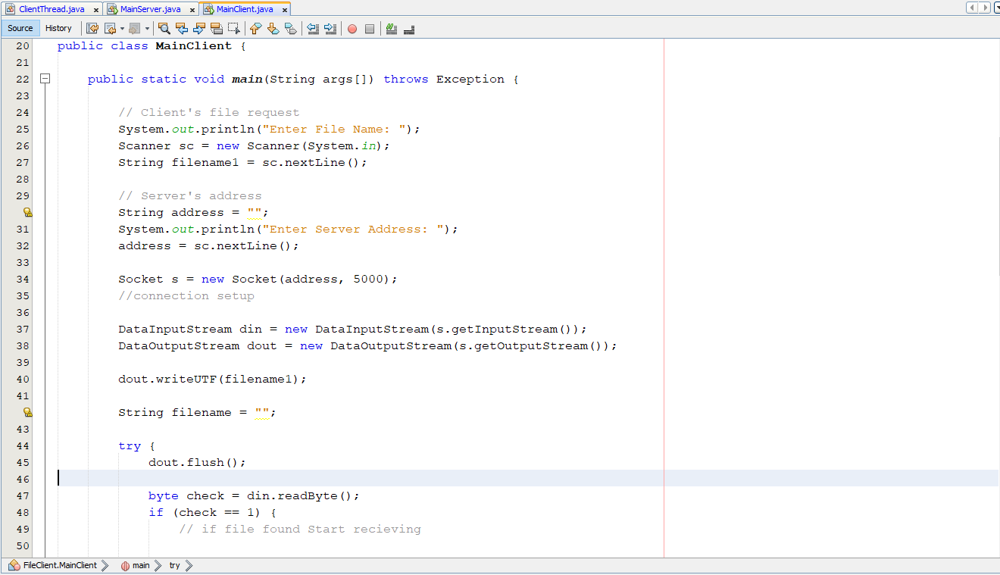 ClientThread.java x MainServer.java x MainClient.java x
Source History
20 public class MainClient {
21
22 public static void main(String args[]) throws Exception {
23
24 // Client's file request
25 System.out.println("Enter File Name: ");
26 Scanner sc = new Scanner(System.in);
27 String filename1 = sc.nextLine();
28
29 // Server's address
String address = "";
31 System.out.println("Enter Server Address: ");
32 address = sc.nextLine();
33
34 Socket s = new Socket(address, 5000);
35 //connection setup
36
37 DataInputStream din = new DataInputStream(s.getInputStream());
38 DataOutputStream dout = new DataOutputStream(s.getOutputStream());
39
40 dout.writeUTF(filename1);
41
String filename = "";
43
44 try {
45 dout.flush();
46
47 byte check = din.readByte();
48 if (check == 1) {
49 // if file found Start recieving
50
FileClient.MainClient main try